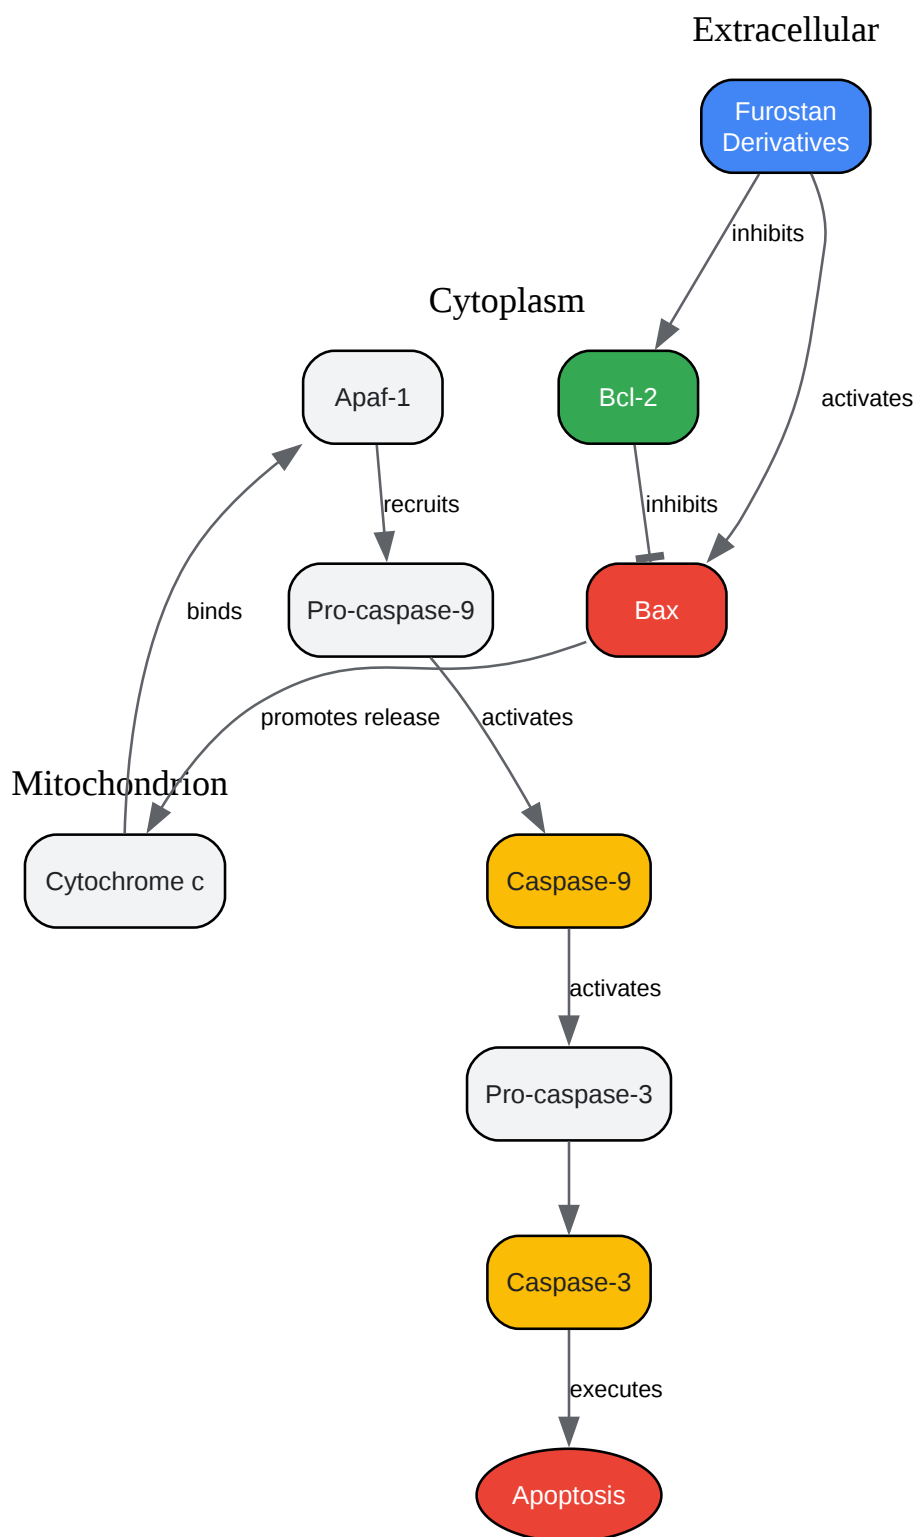 Extracellular
Furostan
Derivatives
inhibits
Cytoplasm
Apaf-1
Bcl-2
activates
recruits
inhibits
binds
Pro-caspase-9
Bax
promotes release
activates
Mitochondrion
Cytochrome c
Caspase-9
activates
Pro-caspase-3
Caspase-3
executes
Apoptosis